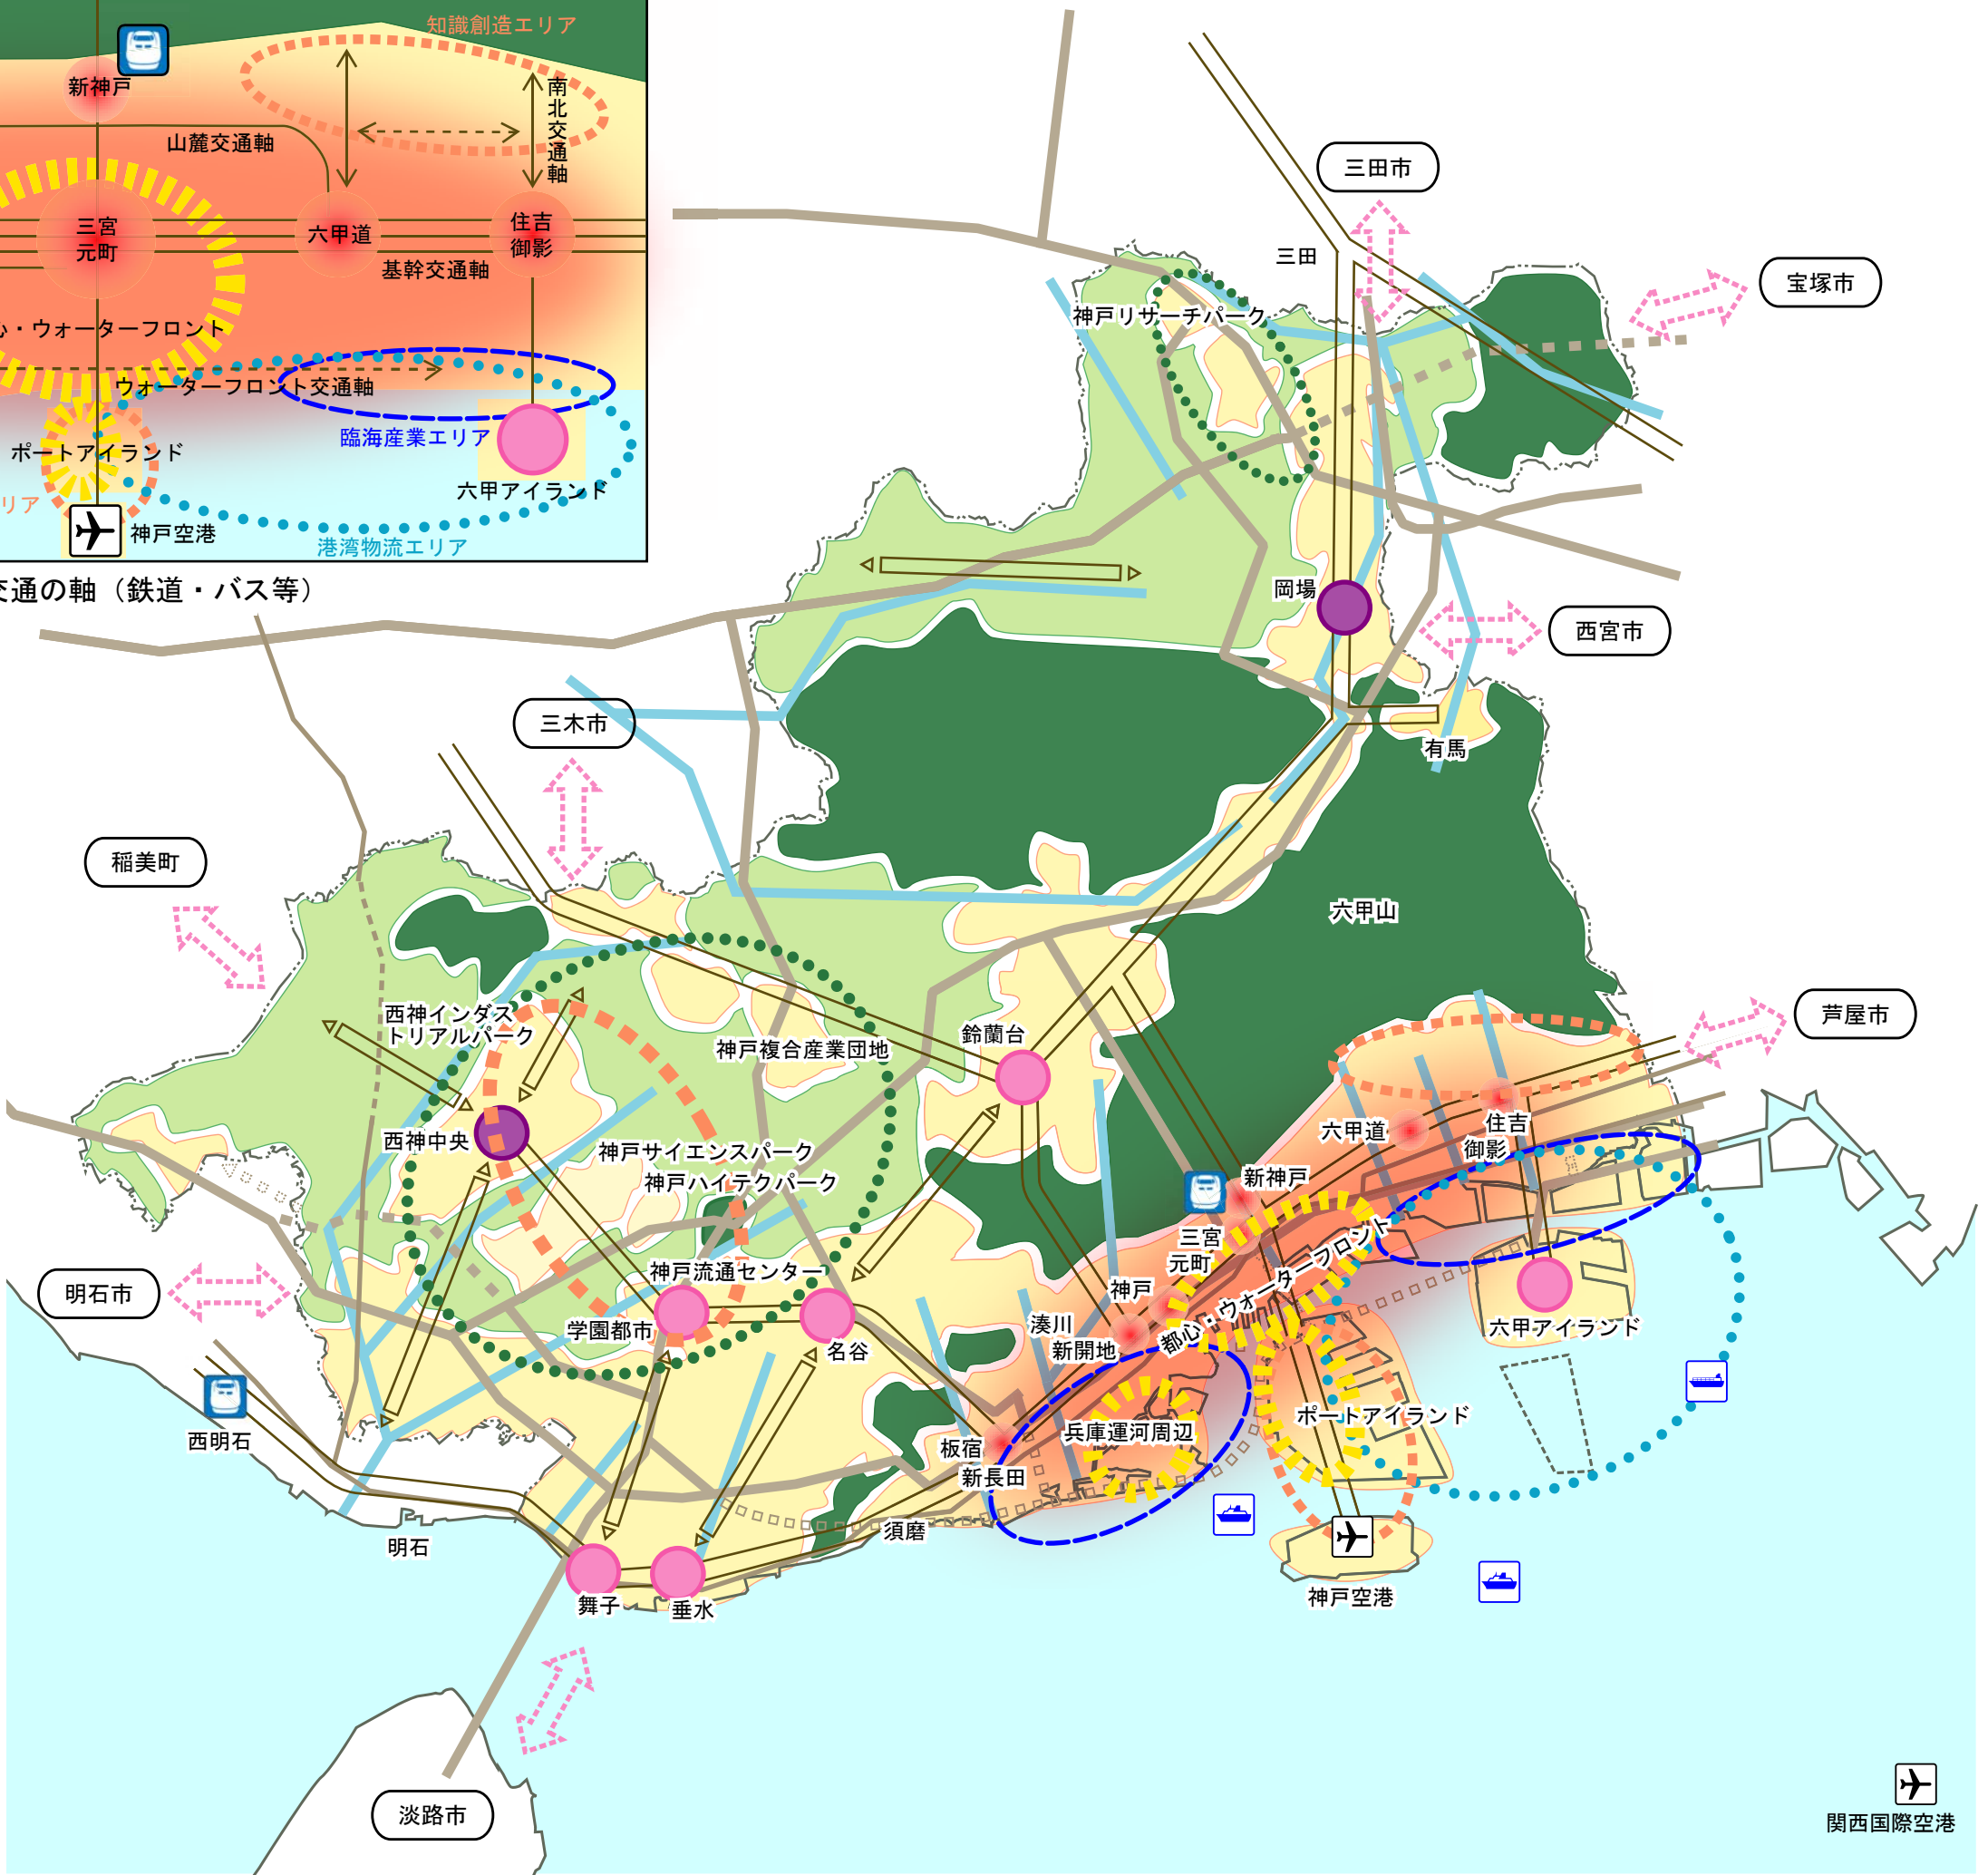 知識創造エリア
新神戸
南北交通軸
山麓交通軸
三宮
元町
六甲道
住吉
御影
基幹交通軸
心・ウォーターフロント
ウォーターフロント交通軸
臨海産業エリア
ポートアイランド
六甲アイランド
リア
神戸空港
港湾物流エリア
交通の軸（鉄道・バス等）
三田市
三田
宝塚市
神戸リサーチパーク
岡場
西宮市
三木市
有馬
稲美町
六甲山
西神インダス
トリアルパーク
神戸複合産業団地
鈴蘭台
芦屋市
西神中央
神戸サイエンスパーク
神戸ハイテクパーク
六甲道
住吉
御影
新神戸
三宮
元町
明石市
神戸流通センター
神戸
都心・ウォーターフロント
学園都市
名谷
湊川
新開地
六甲アイランド
西明石
板宿
新長田
兵庫運河周辺
ポートアイランド
明石
須磨
舞子
垂水
神戸空港
淡路市
関西国際空港